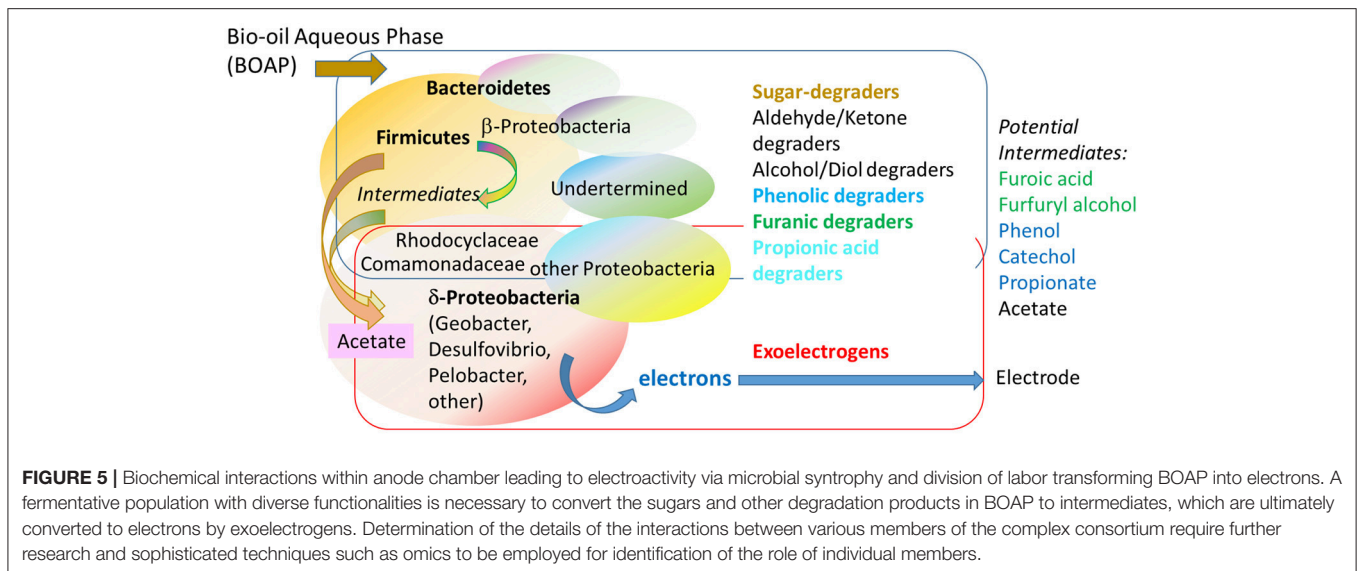 Bio-oil Aqueous Phase
(BOAP)
Bacteroidetes
Firmicutes
β-Proteobacteria
Intermediates
Undertermined
Rhodocyclaceae
Comamonadaceae
other Proteobacteria
δ-Proteobacteria
(Geobacter,
Desulfovibrio,
Pelobacter,
other)
Acetate
electrons
Sugar-degraders
Aldehyde/Ketone
degraders
Alcohol/Diol degraders
Phenolic degraders
Furanic degraders
Propionic acid
degraders
Exoelectrogens
Potential
Intermediates:
Furoic acid
Furfuryl alcohol
Phenol
Catechol
Propionate
Acetate
Electrode
FIGURE 5 | Biochemical interactions within anode chamber leading to electroactivity via microbial syntrophy and division of labor transforming BOAP into electrons. A
fermentative population with diverse functionalities is necessary to convert the sugars and other degradation products in BOAP to intermediates, which are ultimately
converted to electrons by exoelectrogens. Determination of the details of the interactions between various members of the complex consortium require further
research and sophisticated techniques such as omics to be employed for identification of the role of individual members.